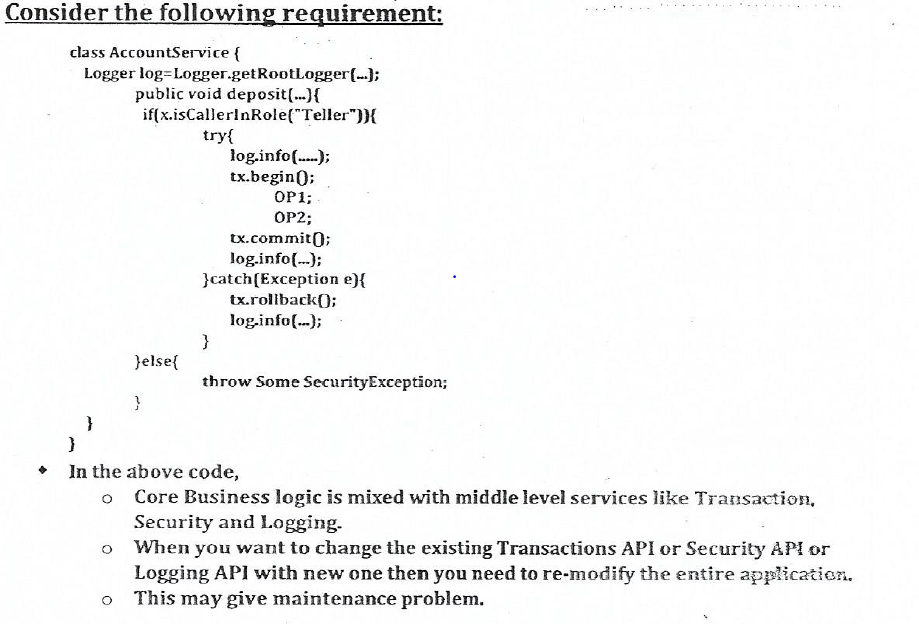 Consider the following requirement:
class AccountService {
Logger log=Logger.getRootLogger(...);
public void deposit(...){
if(x.isCallerInRole("Teller")){
try{
log.info(.....);
tx.begin();
OP1;
OP2;
tx.commit();
log.info(...);
}catch(Exception e){
tx.rollback();
log.info(...);
}
}else{
throw Some SecurityException;
}
}
}
❖ In the above code,
o Core Business logic is mixed with middle level services like Transaction,
Security and Logging.
o When you want to change the existing Transactions API or Security API or
Logging API with new one then you need to re-modify the entire application.
o This may give maintenance problem.